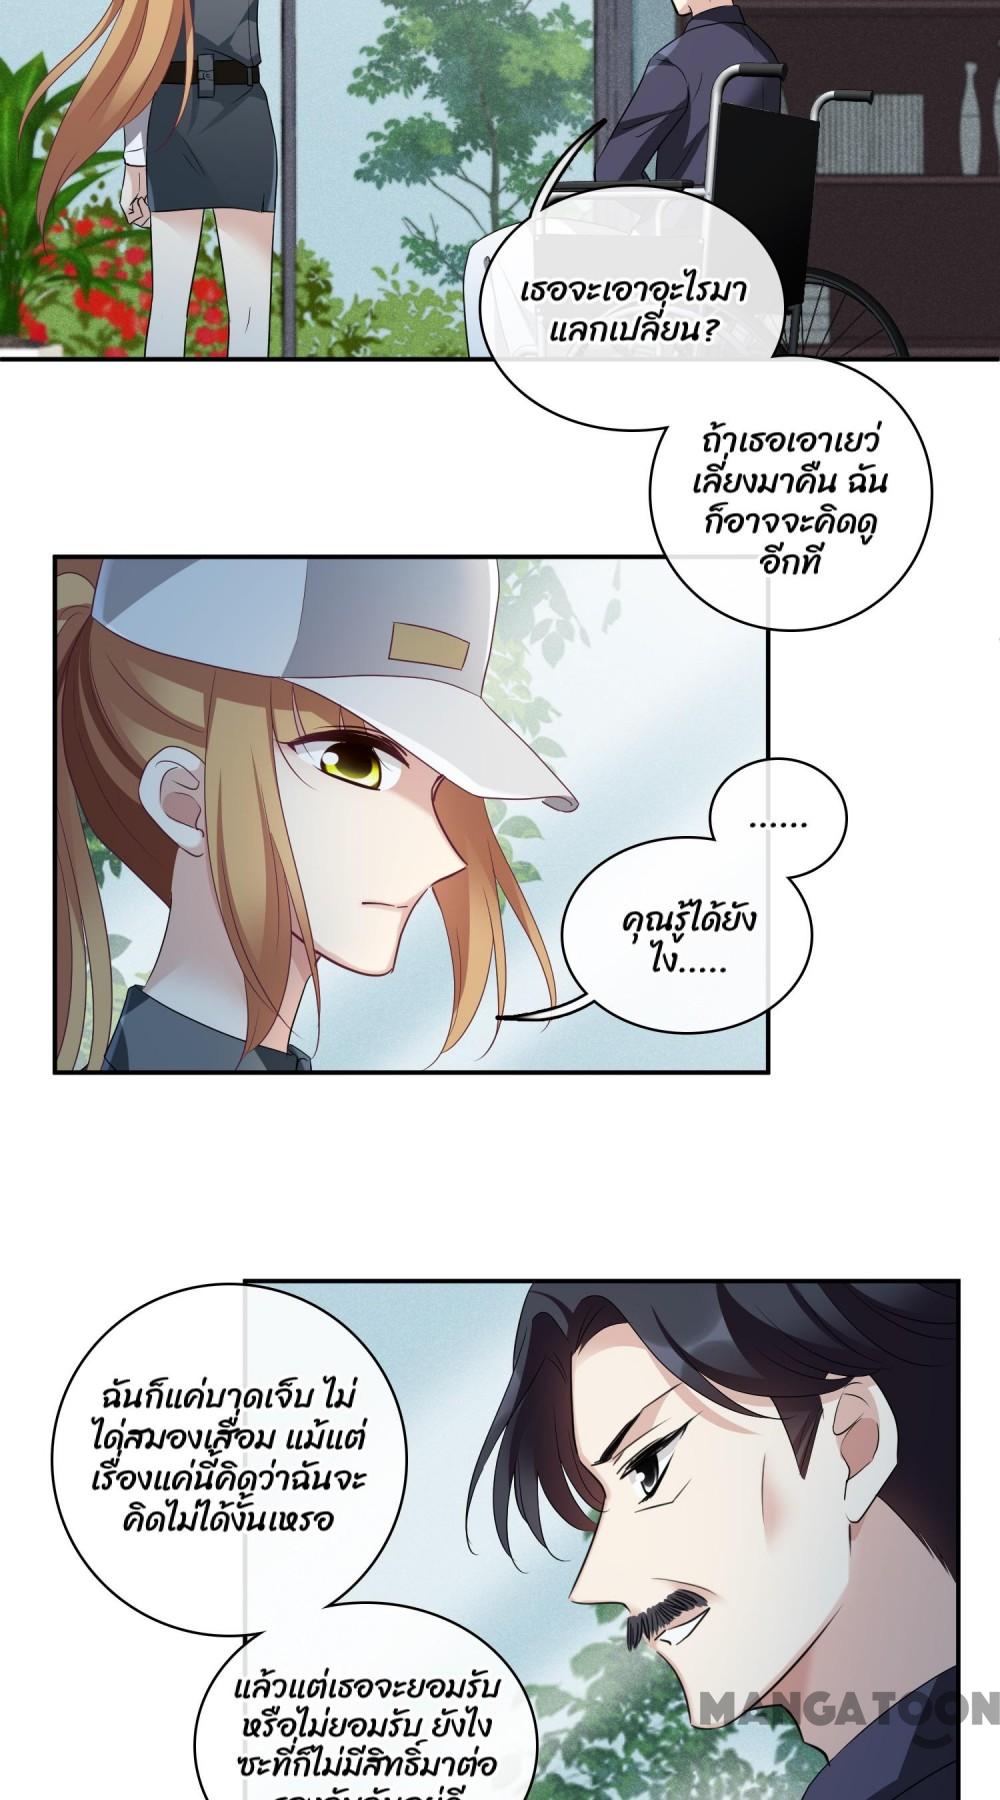 เธอจะเอาอะไรมา
แลกเปลี่ยน?
ถ้าเธอเอาเยว่
เลี่ยงมาคืน ฉัน
ก็อาจจะคิดดู
อีกที
......
คุณรู้ได้ยัง
ไง.....
ฉันก็แค่บาดเจ็บ ไม่
ได้สมองเสื่อม แม้แต่
เรื่องแค่นี้คิดว่าฉันจะ
คิดไม่ได้งั้นเหรอ
แล้วแต่เธอจะยอมรับ
หรือไม่ยอมรับ ยังไง
ซะที่ก็ไม่มีสิทธิ์มาต่อ
MANGATOON